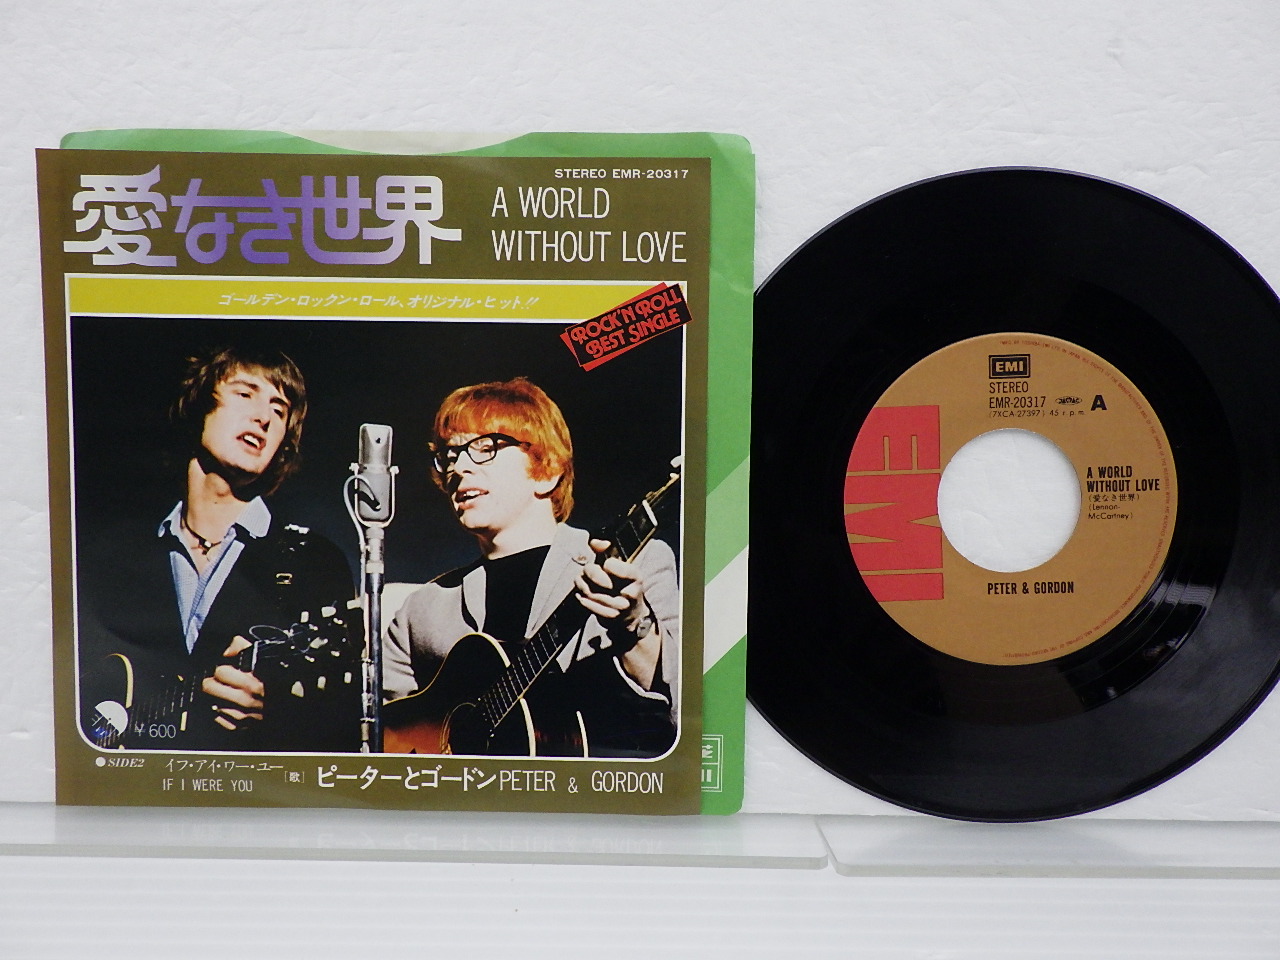 STEREO EMR-20317
愛なき世界
A WORLD
WITHOUT LOVE
ゴールデン・ロックン・ロール、オリジナル・ヒット!!
ROCK'N ROLL
BEST SINGLE
¥600
●SIDE2 イフ・アイ・ワー・ユー
IF I WERE YOU
[歌] ピーターとゴードン PETER & GORDON
EMI
STEREO
EMR-20317
A
(7XCA-27397) 45 r.p.m.
EMI
A WORLD
WITHOUT LOVE
(愛なき世界)
(Lennon-
McCartney)
PETER & GORDON